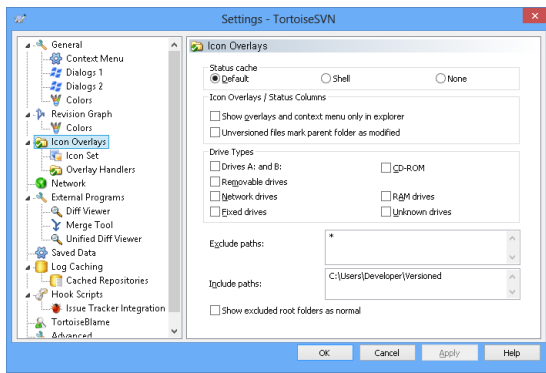 Settings - TortoiseSVN
General
Context Menu
Dialogs 1
Dialogs 2
Colors
Revision Graph
Colors
Icon Overlays
Icon Set
Overlay Handlers
Network
External Programs
Diff Viewer
Merge Tool
Unified Diff Viewer
Saved Data
Log Caching
Cached Repositories
Hook Scripts
Issue Tracker Integration
TortoiseBlame
Advanced
Icon Overlays
Status cache
Default Shell None
Icon Overlays / Status Columns
Show overlays and context menu only in explorer
Unversioned files mark parent folder as modified
Drive Types
Drives A: and B: CD-ROM
Removable drives
Network drives RAM drives
Fixed drives Unknown drives
Exclude paths: *
Include paths: C:\Users\Developer\Versioned
Show excluded root folders as normal
OK Cancel Apply Help